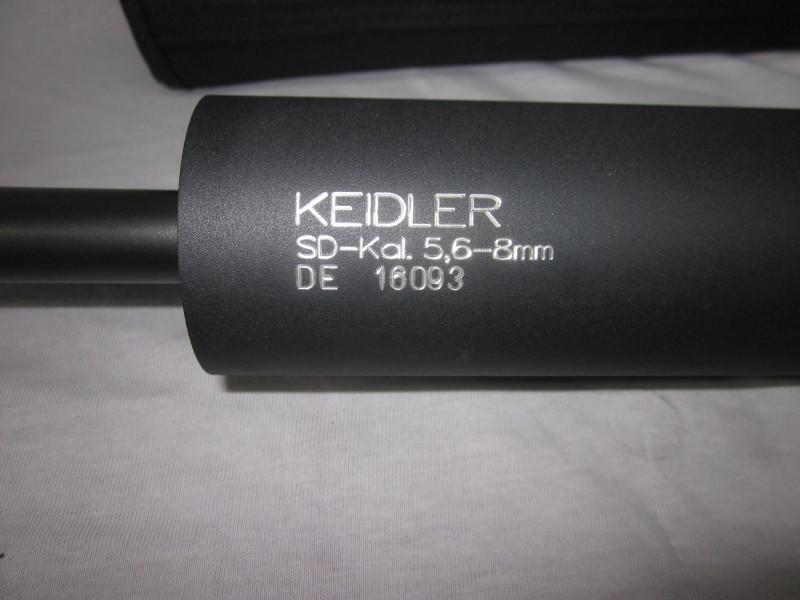 KEIDLER
SD-Kal. 5,6-8mm
DE 16093